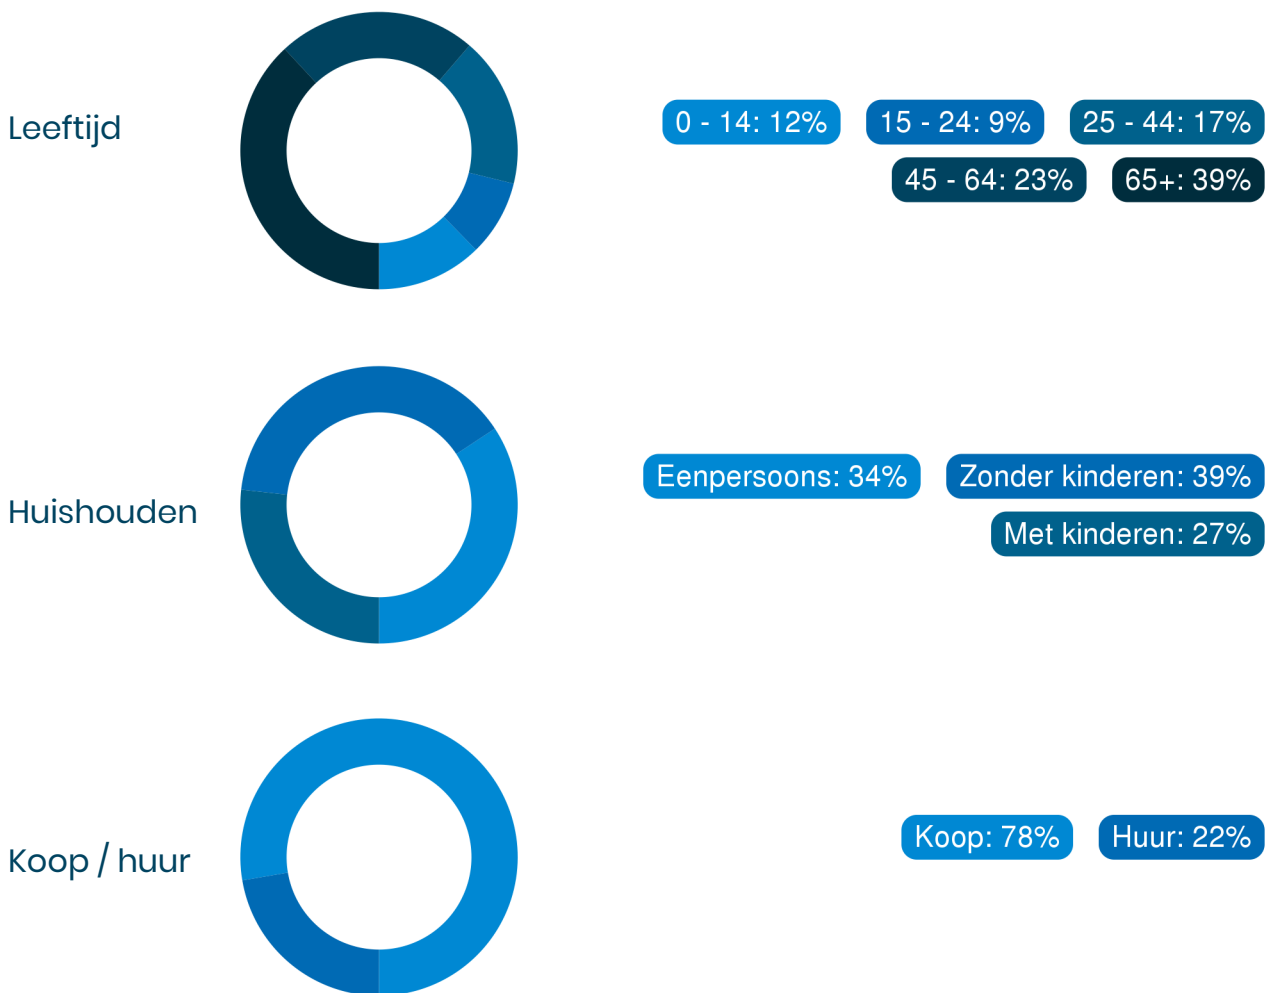 Leeftijd
0 - 14: 12% 15 - 24: 9% 25 - 44: 17%
45 - 64: 23% 65+: 39%
Huishouden
Eenpersoons: 34% Zonder kinderen: 39%
Met kinderen: 27%
Koop / huur
Koop: 78% Huur: 22%